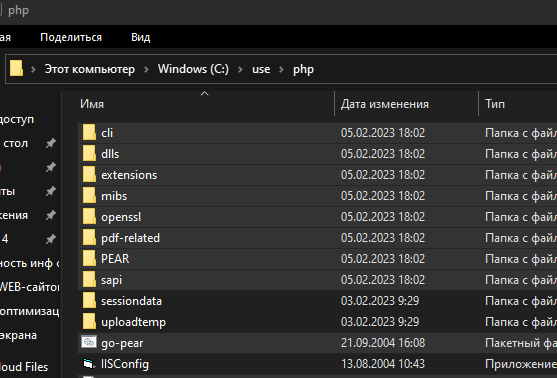 php
ая Поделиться Вид
Этот компьютер > Windows (C:) > use > php
Имя Дата изменения Тип
доступ
cli 05.02.2023 18:02 Папка с фай
стол
dlls 05.02.2023 18:02 Папка с фай
extensions 05.02.2023 18:02 Папка с фай
ты
mibs 05.02.2023 18:02 Папка с фай
жения
openssl 05.02.2023 18:02 Папка с фай
4
pdf-related 05.02.2023 18:02 Папка с фай
ность инф с
PEAR 05.02.2023 18:02 Папка с фай
WEB-сайтов
sapi 05.02.2023 18:02 Папка с фай
sessiondata 03.02.2023 9:29 Папка с фай
оптимизац
uploadtemp 03.02.2023 9:29 Папка с фай
экрана
go-pear 21.09.2004 16:08 Пакетный фа
oud Files
IISConfig 13.08.2004 10:43 Приложение